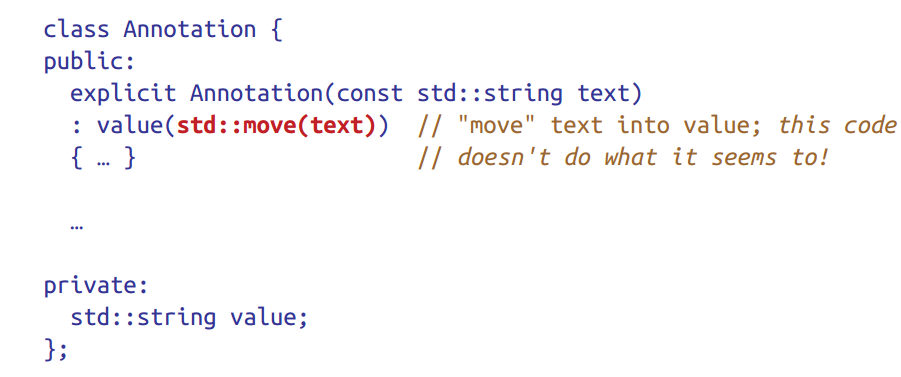 class Annotation {
public:
  explicit Annotation(const std::string text)
  : value(std::move(text))  // "move" text into value; this code
  { … }                     // doesn't do what it seems to!

  …

private:
  std::string value;
};